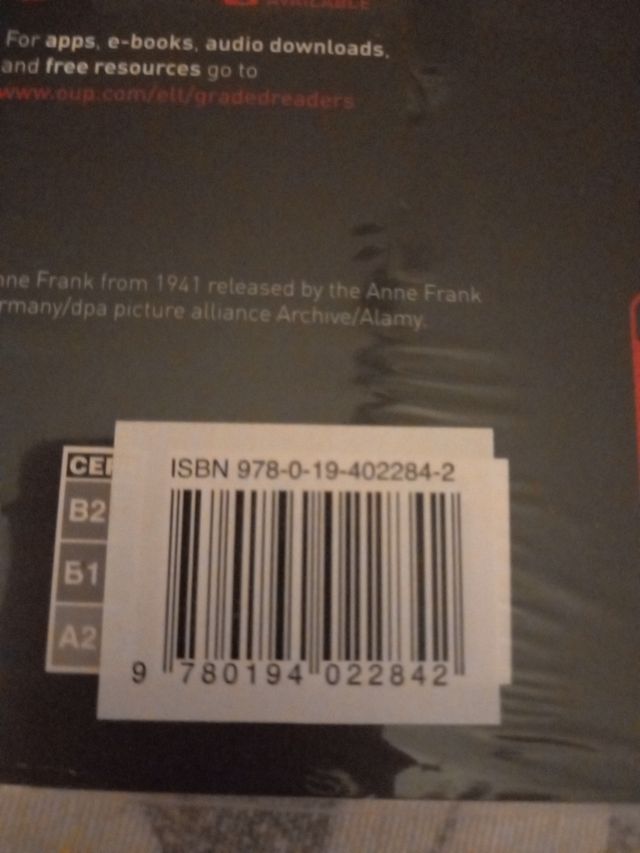 AVAILABLE
For apps, e-books, audio downloads,
and free resources go to
www.oup.com/elt/gradedreaders
nne Frank from 1941 released by the Anne Frank
rmany/dpa picture alliance Archive/Alamy.
CEF
B2
B1
A2
ISBN 978-0-19-402284-2
9 780194 022842